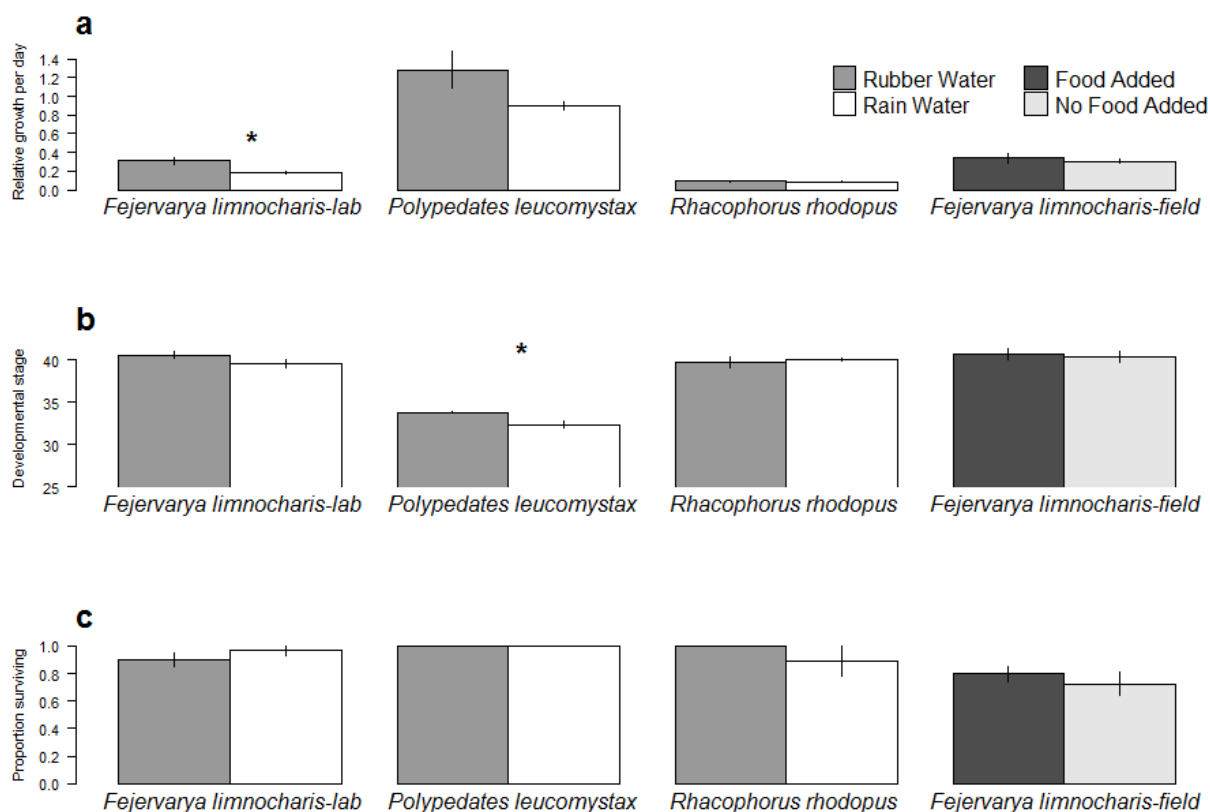 a
Relative growth per day
1.4
1.2
1.0
0.8
0.6
0.4
0.2
0.0
*
Rubber Water
Rain Water
Food Added
No Food Added
Fejervarya limnocharis-lab
Polypedates leucomystax
Rhacophorus rhodopus
Fejervarya limnocharis-field
b
Developmental stage
40
35
30
25
*
Fejervarya limnocharis-lab
Polypedates leucomystax
Rhacophorus rhodopus
Fejervarya limnocharis-field
c
Proportion surviving
1.0
0.8
0.6
0.4
0.2
0.0
Fejervarya limnocharis-lab
Polypedates leucomystax
Rhacophorus rhodopus
Fejervarya limnocharis-field